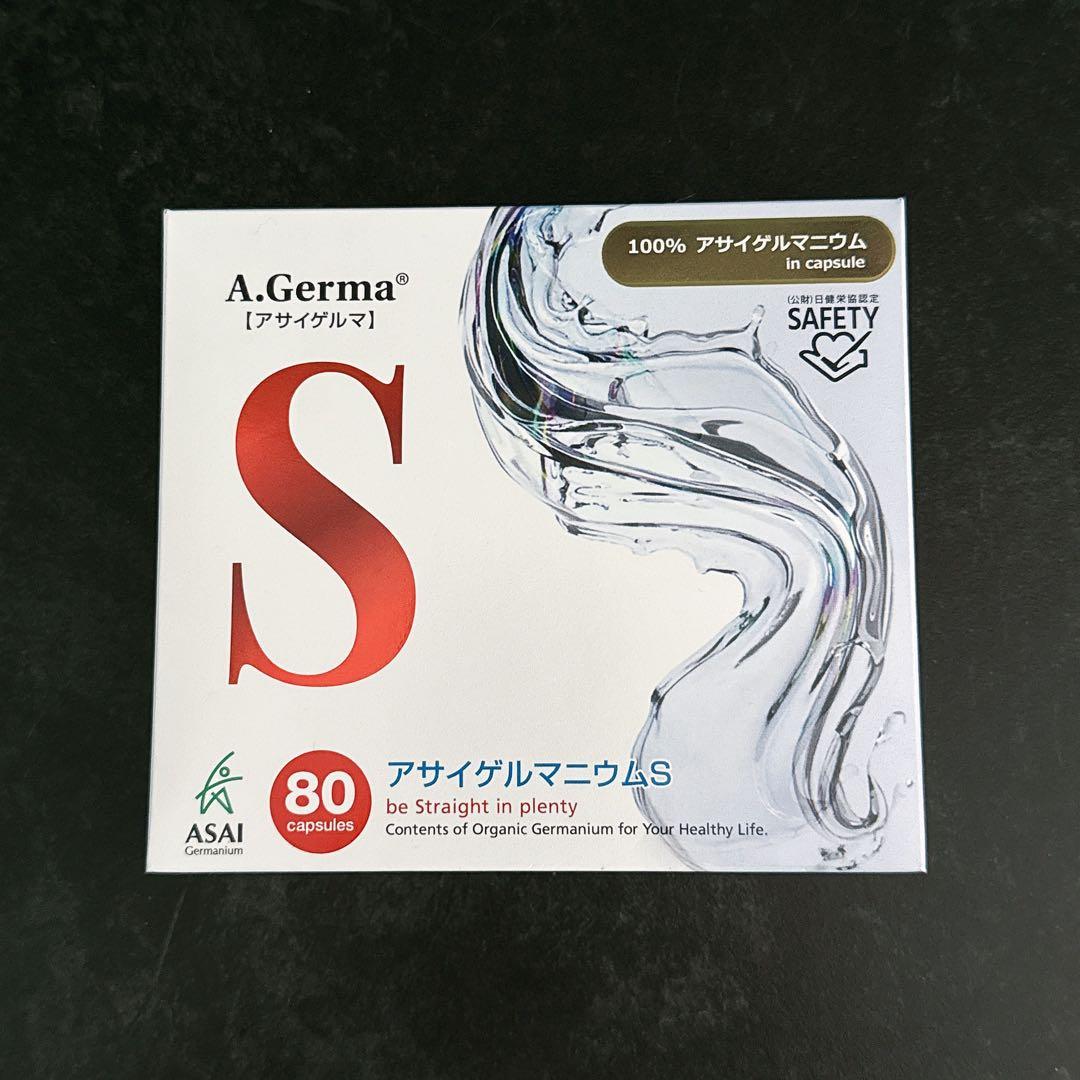 100% アサイゲルマニウム
in capsule
A.Germa®
【アサイゲルマ】
(公財)日健栄協認定
SAFETY
S
80
capsules
アサイゲルマニウムS
be Straight in plenty
Contents of Organic Germanium for Your Healthy Life.
ASAI
Germanium